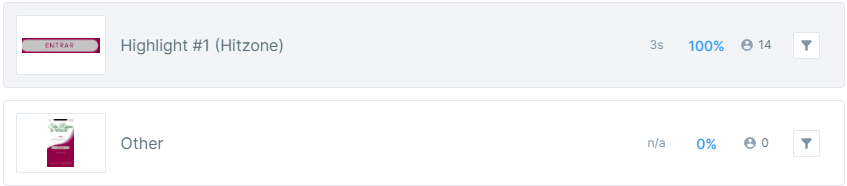 ENTRAR
Highlight #1 (Hitzone)
3s
100%
14
Other
n/a
0%
0